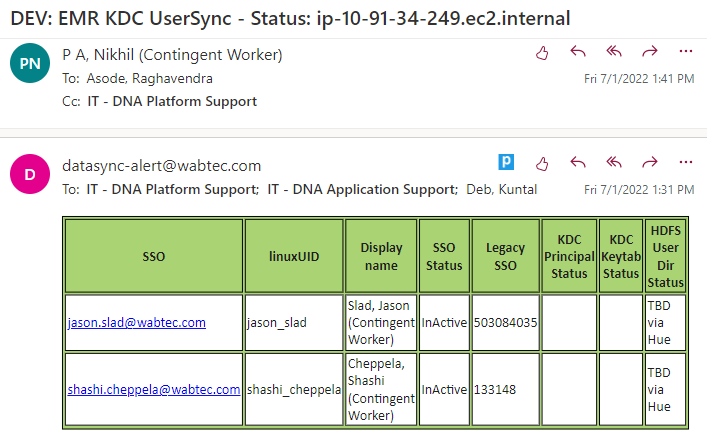 DEV: EMR KDC UserSync - Status: ip-10-91-34-249.ec2.internal
PN
P A, Nikhil (Contingent Worker)
To: Asode, Raghavendra
Fri 7/1/2022 1:41 PM
Cc: IT - DNA Platform Support
D
datasync-alert@wabtec.com
p
To: IT - DNA Platform Support; IT - DNA Application Support; Deb, Kuntal
Fri 7/1/2022 1:31 PM
SSO
linuxUID
Display
name
SSO
Status
Legacy
SSO
KDC
Principal
Status
KDC
Keytab
Status
HDFS
User
Dir
Status
jason.slad@wabtec.com
jason_slad
Slad, Jason
(Contingent
Worker)
InActive
503084035
TBD
via
Hue
shashi.cheppela@wabtec.com
shashi_cheppela
Cheppela,
Shashi
(Contingent
Worker)
InActive
133148
TBD
via
Hue